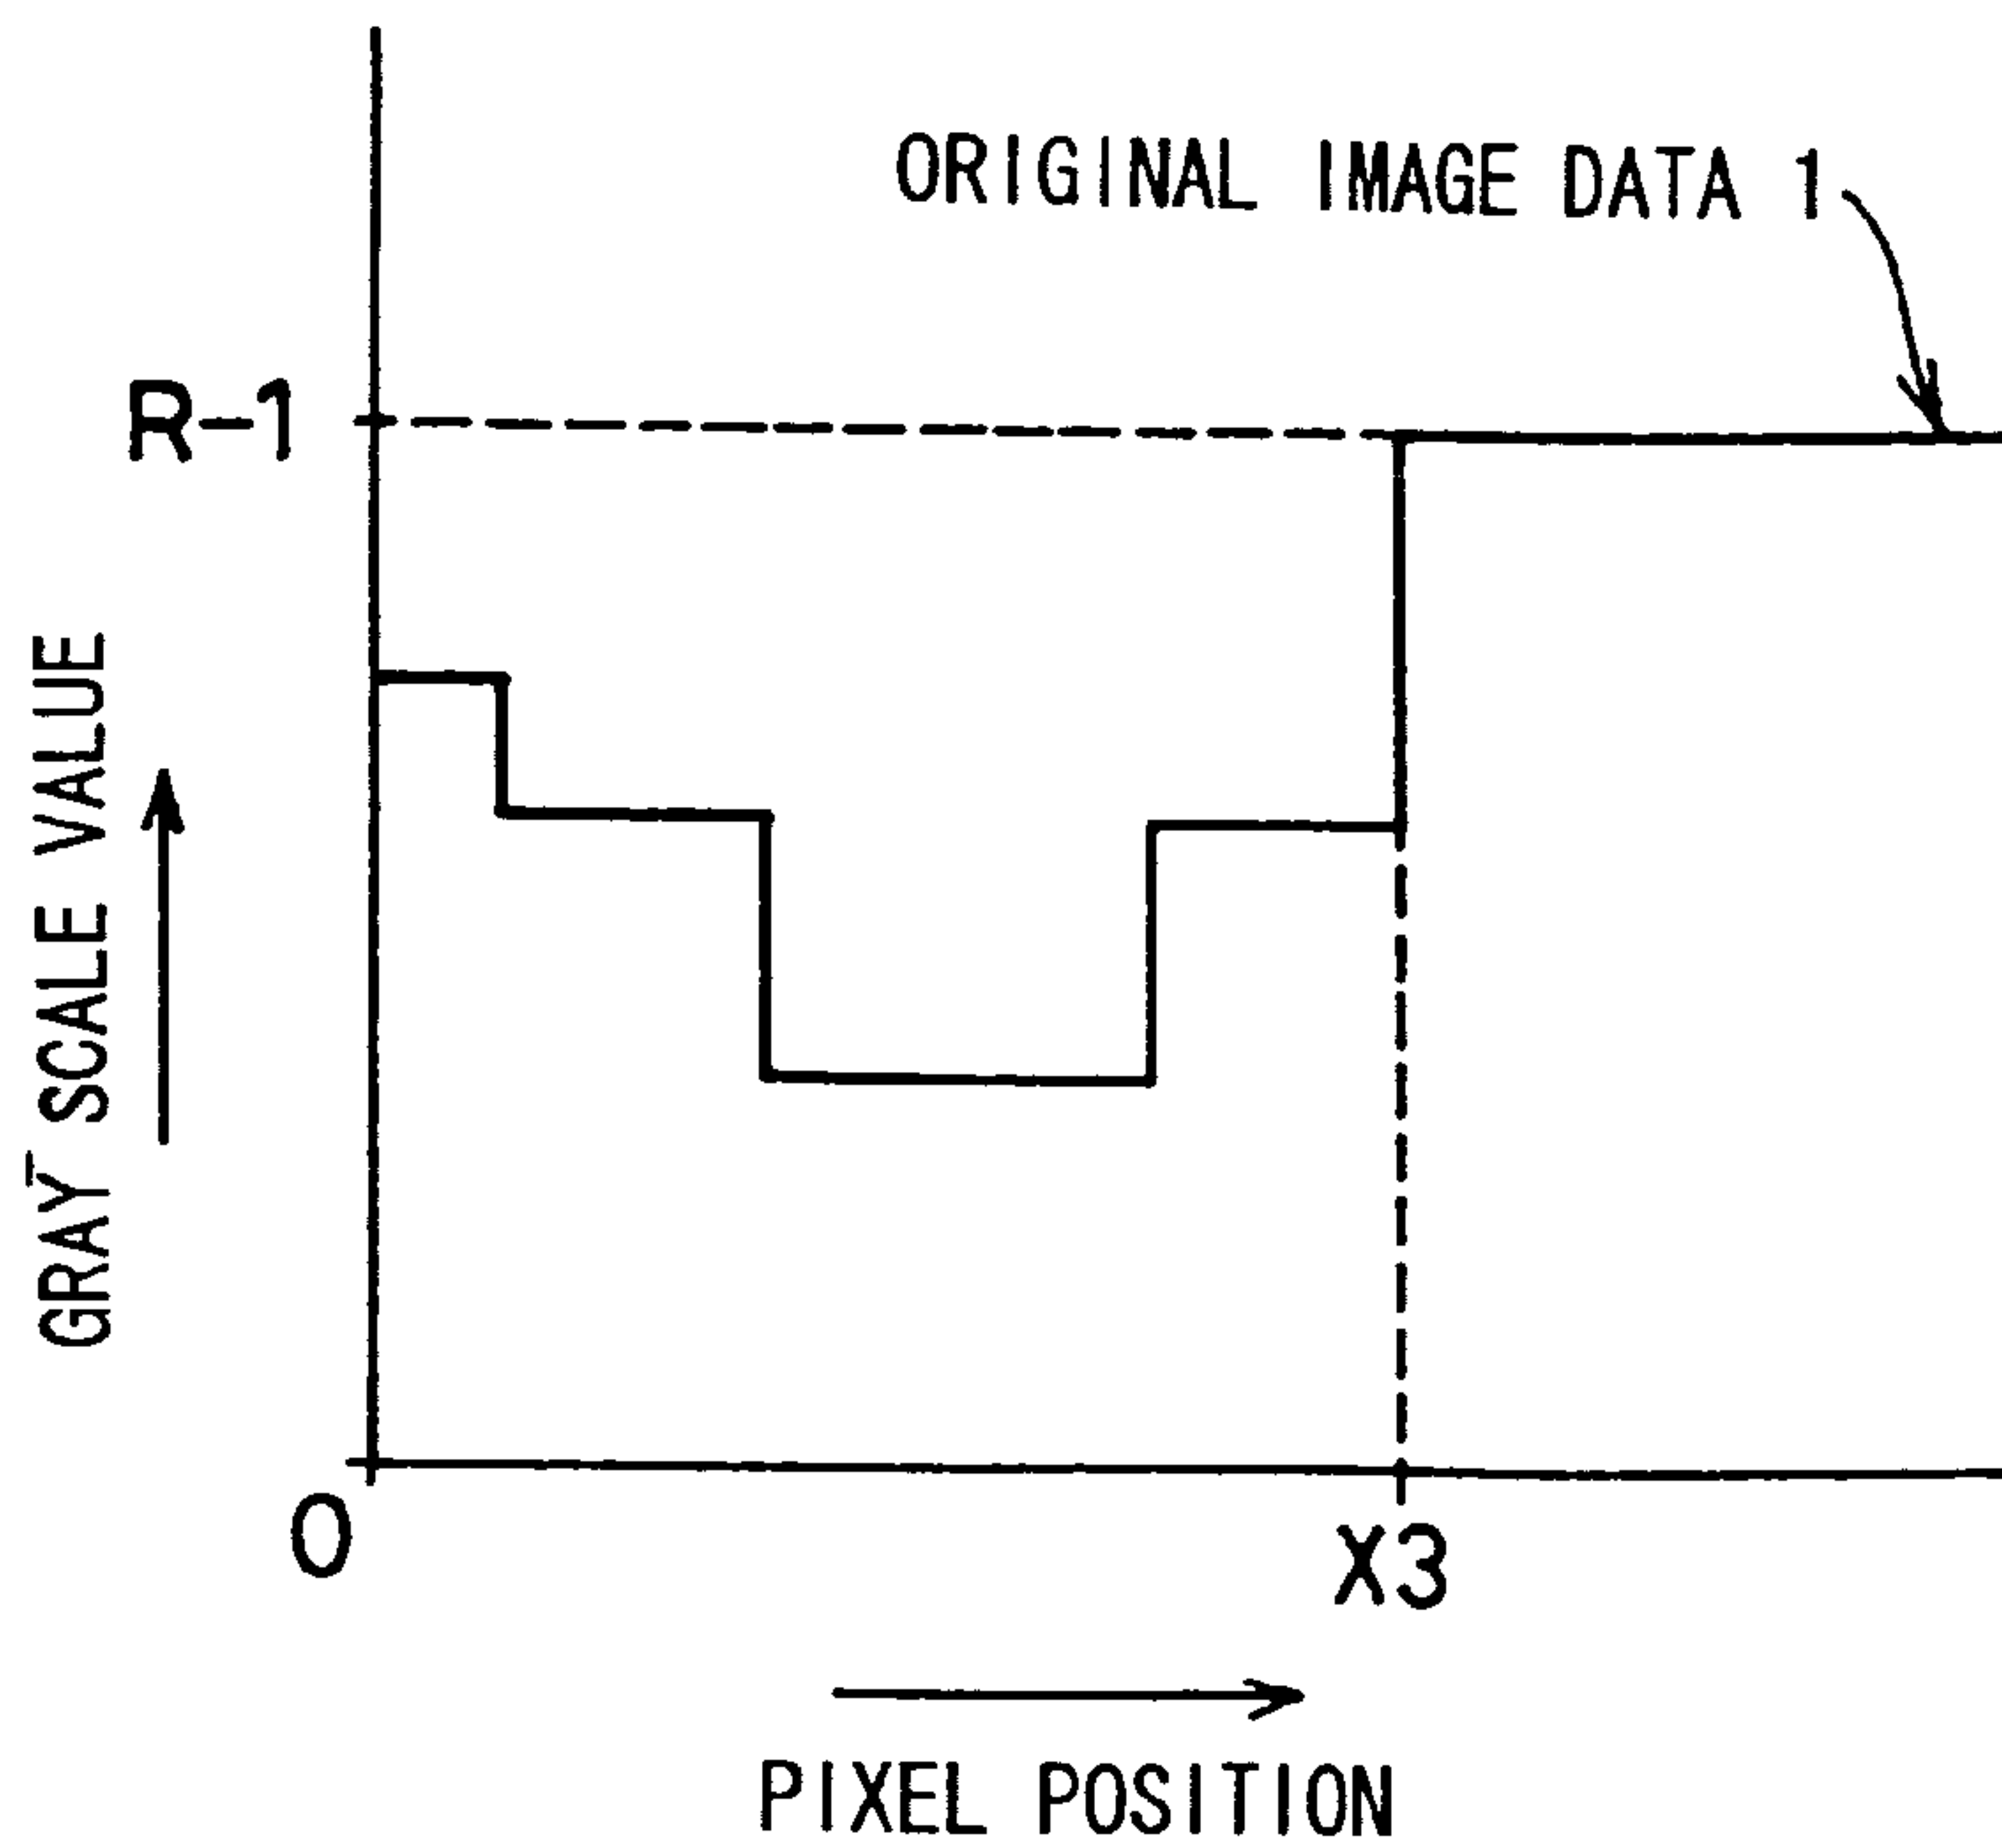 ORIGINAL IMAGE DATA 1
R-1
GRAY SCALE VALUE
0
X3
PIXEL POSITION